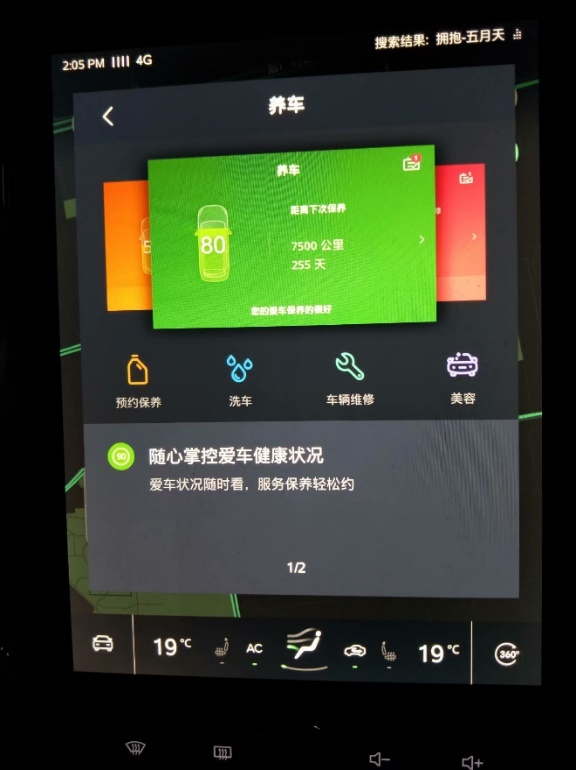 2:05 PM 4G
搜索结果: 拥抱-五月天
养车
养车
1
80
距离下次保养
7500 公里
255 天
您的爱车保养的很好
5
预约保养
洗车
车辆维修
美容
90
随心掌控爱车健康状况
爱车状况随时看，服务保养轻松约
1/2
19℃
AC
19℃
360°